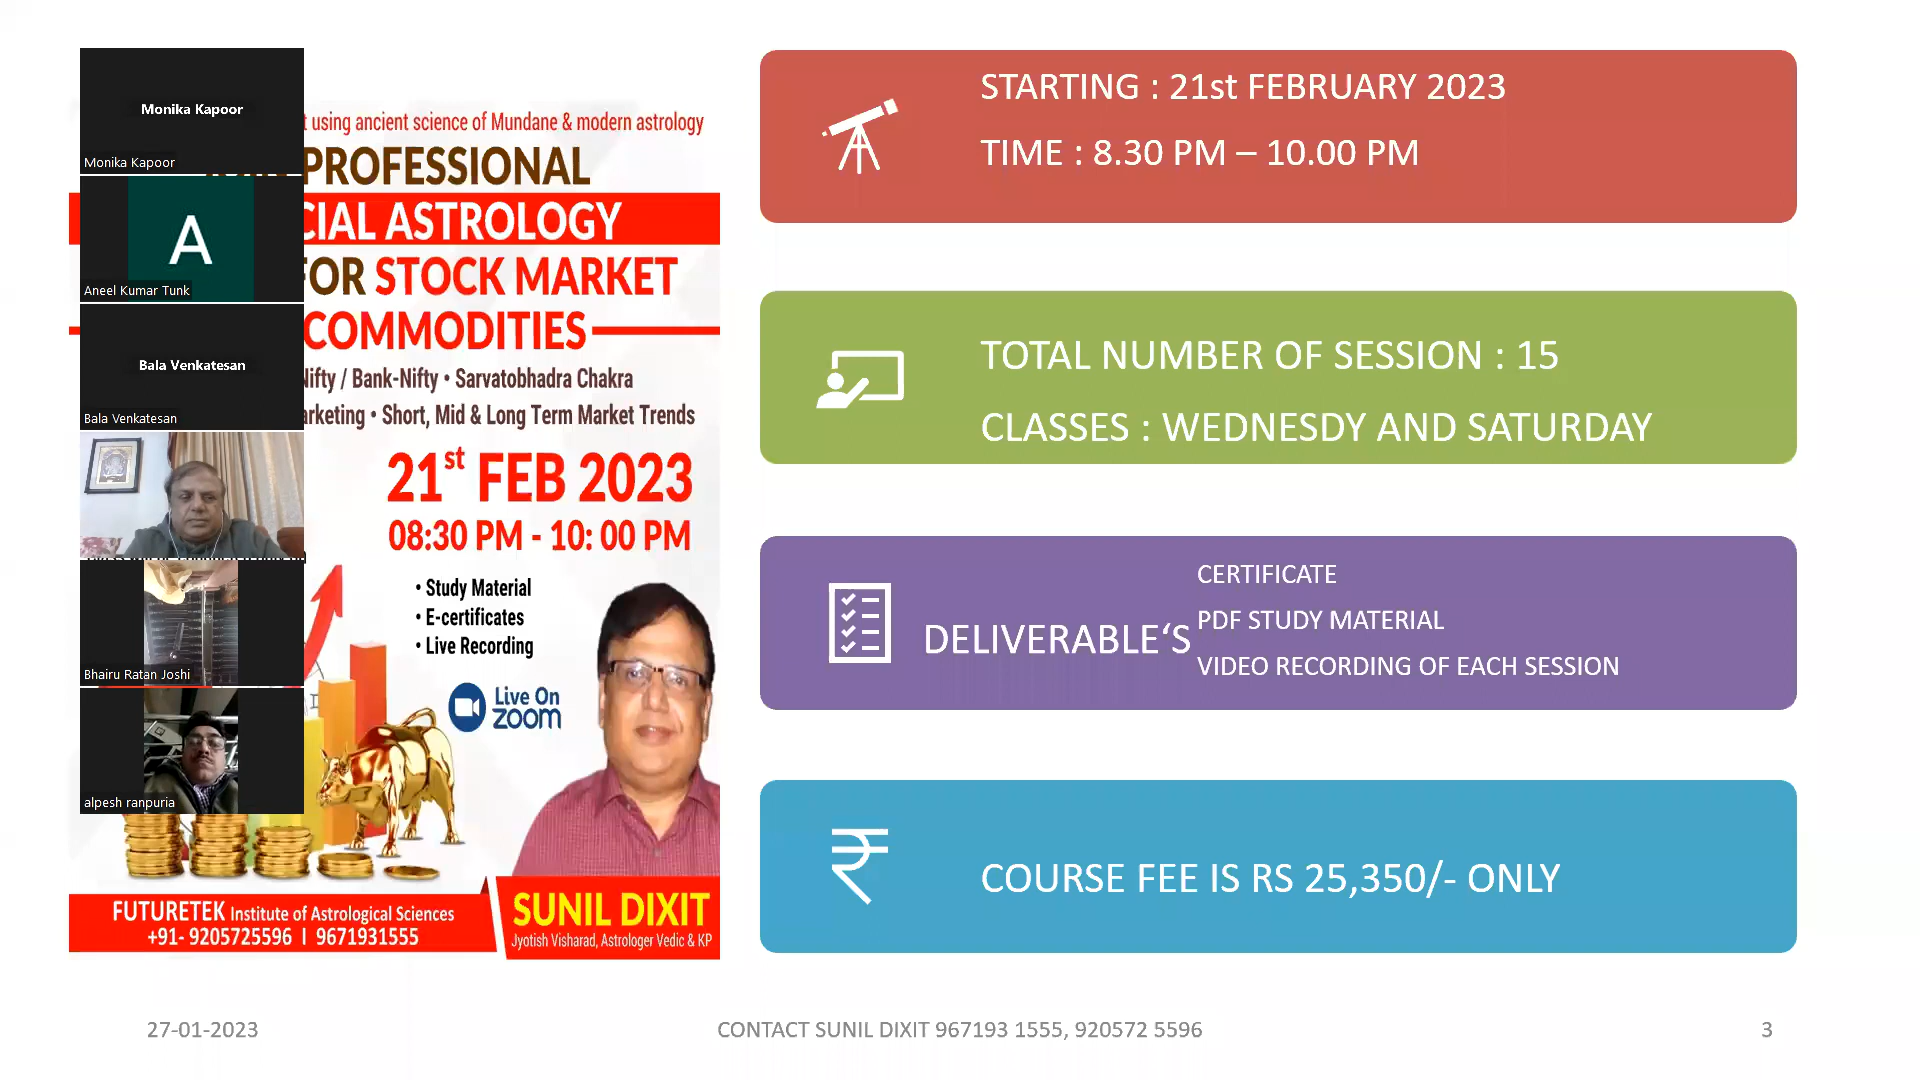 Monika Kapoor
Monika Kapoor
A
Aneel Kumar Tunk
Bala Venkatesan
Bala Venkatesan
Bhairu Ratan Joshi
alpesh ranpuria
using ancient science of Mundane & modern astrology
PROFESSIONAL
ASTROLOGY
STOCK MARKET
COMMODITIES
/ Bank-Nifty • Sarvatobhadra Chakra
• Short, Mid & Long Term Market Trends
21st FEB 2023
08:30 PM - 10: 00 PM
• Study Material
• E-certificates
• Live Recording
Live On
zoom
FUTURETEK Institute of Astrological Sciences
+91- 9205725596 I 9671931555
SUNIL DIXIT
Jyotish Visharad, Astrologer Vedic & KP
STARTING : 21st FEBRUARY 2023
TIME : 8.30 PM – 10.00 PM
TOTAL NUMBER OF SESSION : 15
CLASSES : WEDNESDY AND SATURDAY
DELIVERABLE‘S
CERTIFICATE
PDF STUDY MATERIAL
VIDEO RECORDING OF EACH SESSION
₹
COURSE FEE IS RS 25,350/- ONLY
27-01-2023
CONTACT SUNIL DIXIT 967193 1555, 920572 5596
3